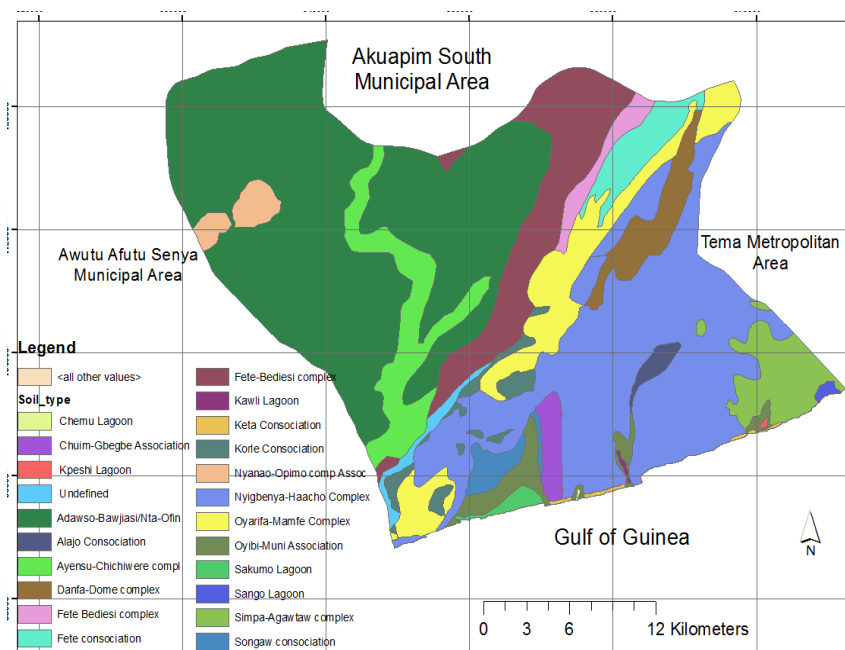 Akuapim South
Municipal Area
Awutu Afutu Senya
Municipal Area
Tema Metropolitan
Area
Gulf of Guinea
N
0 3 6 12 Kilometers
Legend
<all other values>
Soil_type
Chemu Lagoon
Chuim-Gbegbe Association
Kpeshi Lagoon
Undefined
Adawso-Bawjiasi/Nta-Ofin
Alajo Consociation
Ayensu-Chichiwere compl
Danfa-Dome complex
Fete Bediesi complex
Fete consociation
Fete-Bediesi complex
Kawli Lagoon
Keta Consociation
Korle Consociation
Nyanao-Opimo comp Assoc
Nyigbenya-Haacho Complex
Oyarifa-Mamfe Complex
Oyibi-Muni Association
Sakumo Lagoon
Sango Lagoon
Simpa-Agawtaw complex
Songaw consociation